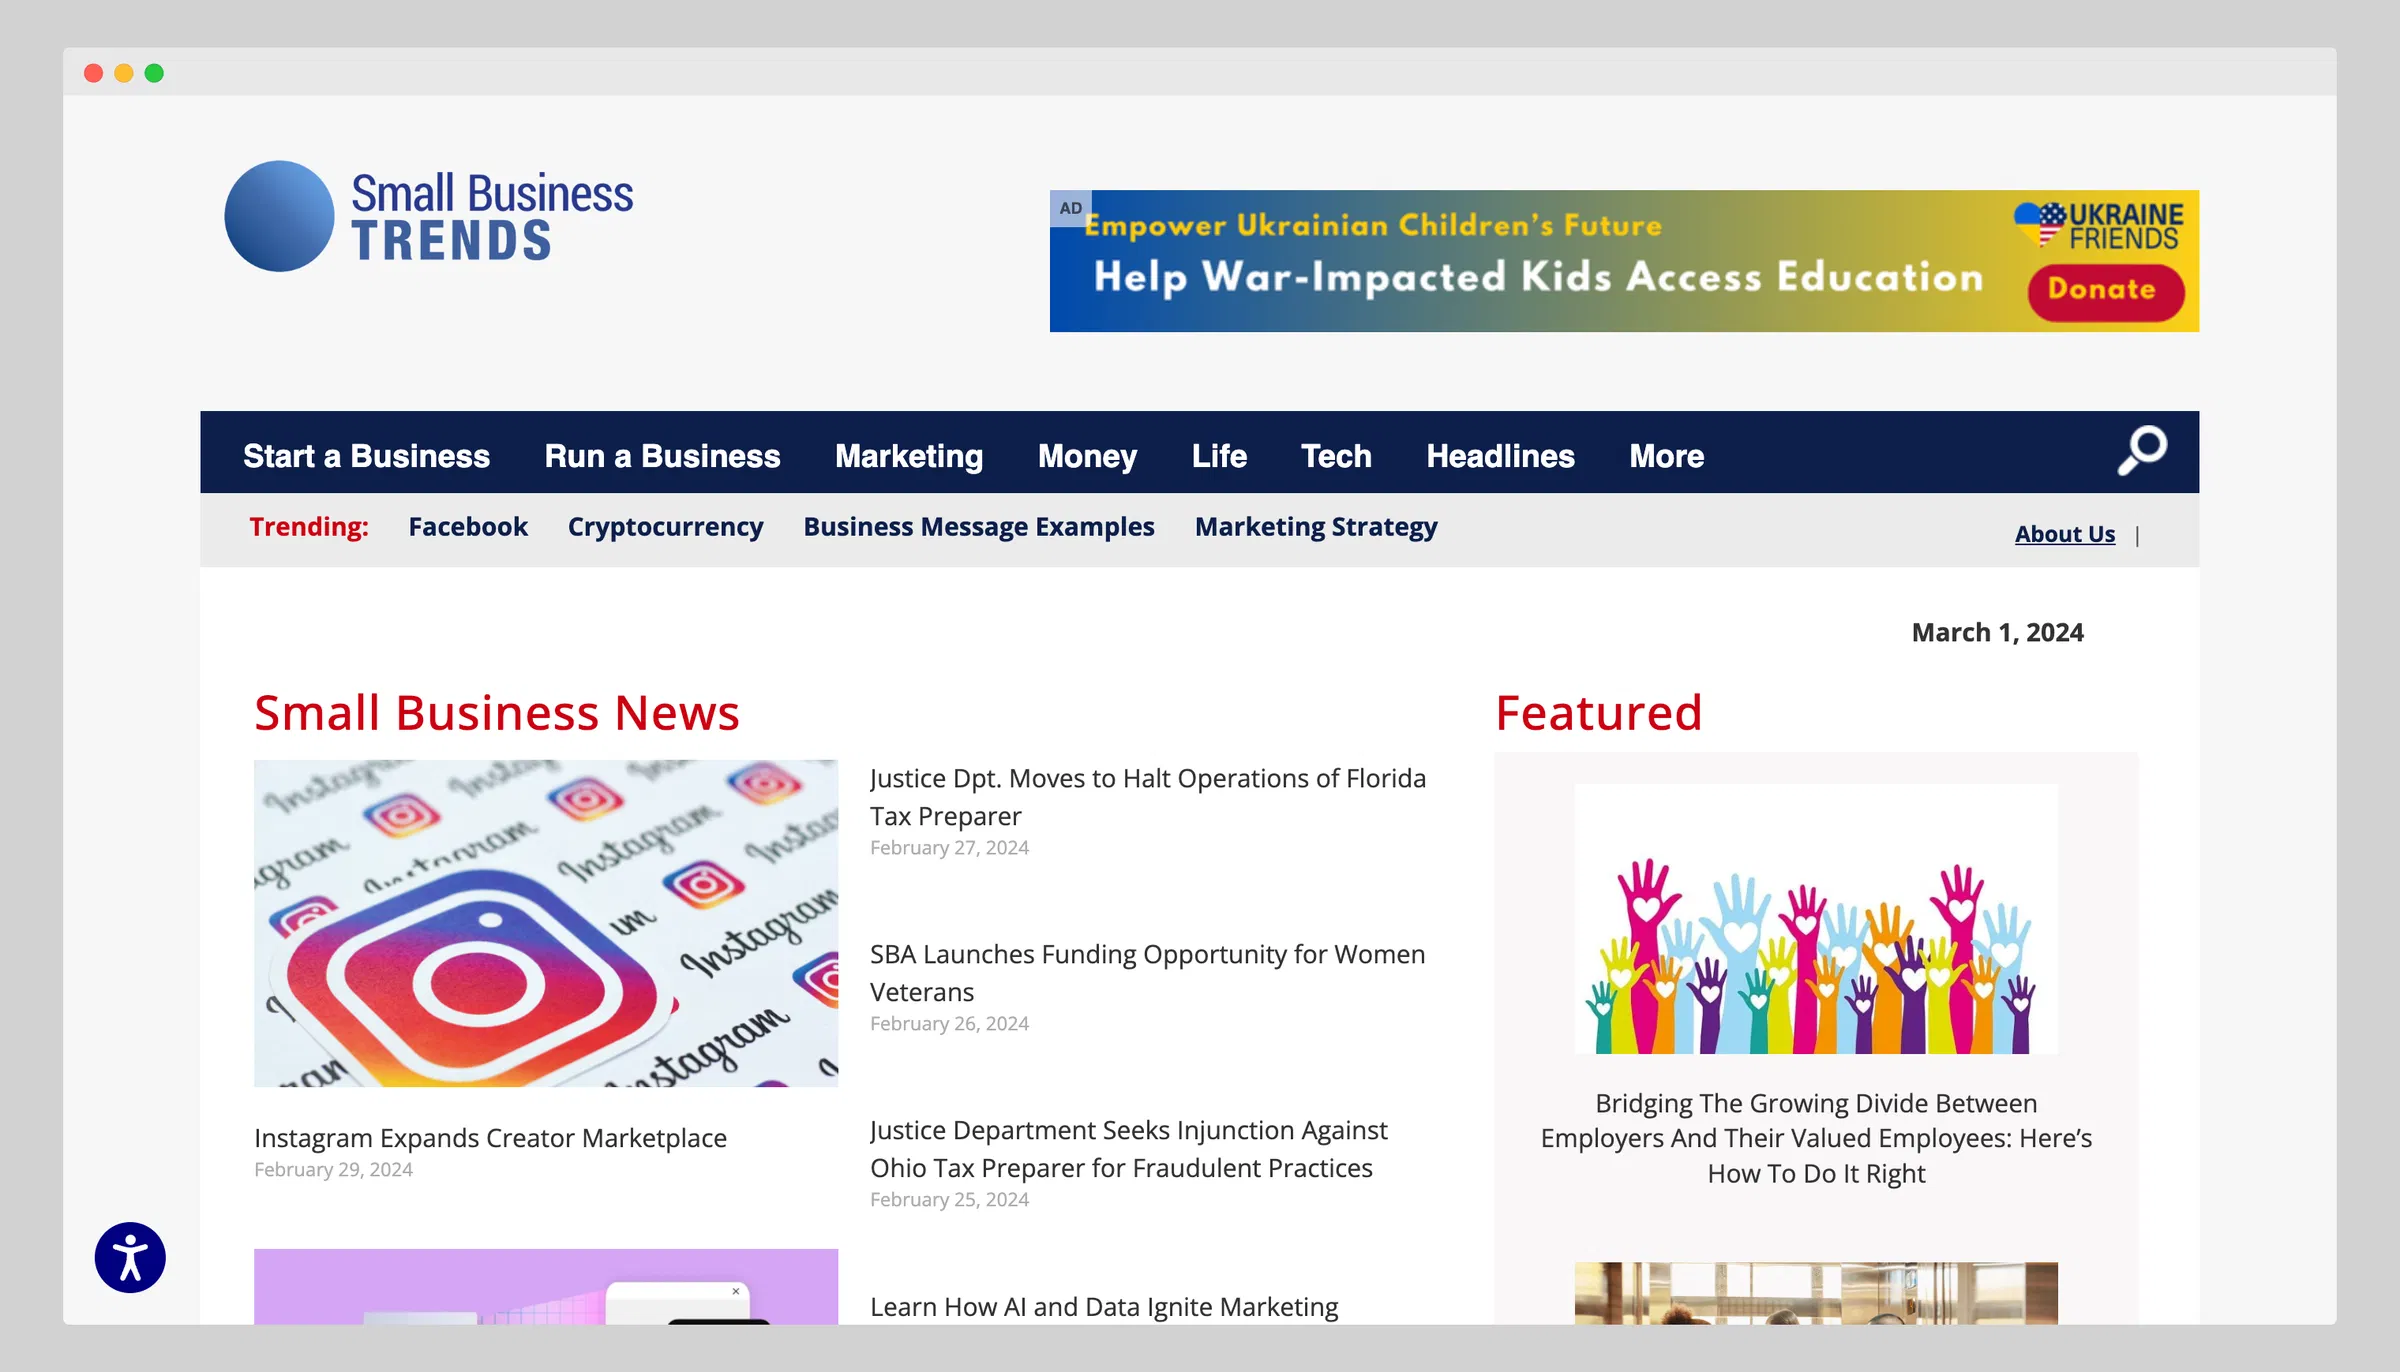 Small Business
TRENDS
AD
Empower Ukrainian Children's Future
Help War-Impacted Kids Access Education
UKRAINE
FRIENDS
Donate
Start a Business Run a Business Marketing Money Life Tech Headlines More
Trending: Facebook Cryptocurrency Business Message Examples Marketing Strategy
About Us |
March 1, 2024
Small Business News
Instagram
Instagram
Instagram
Instagram
Instagram Expands Creator Marketplace
February 29, 2024
Justice Dpt. Moves to Halt Operations of Florida
Tax Preparer
February 27, 2024
SBA Launches Funding Opportunity for Women
Veterans
February 26, 2024
Justice Department Seeks Injunction Against
Ohio Tax Preparer for Fraudulent Practices
February 25, 2024
Learn How AI and Data Ignite Marketing
Featured
Bridging The Growing Divide Between
Employers And Their Valued Employees: Here’s
How To Do It Right